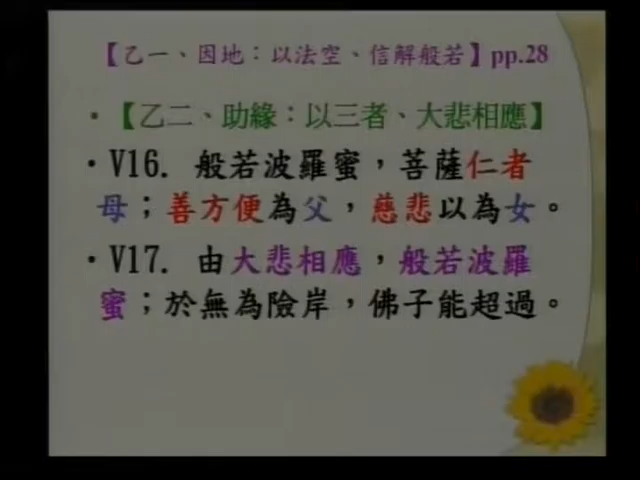 【乙一、因地：以法空、信解般若】pp.28
•【乙二、助緣：以三者、大悲相應】
•V16. 般若波羅蜜，菩薩仁者
母；善方便為父，慈悲以為女。
•V17. 由大悲相應，般若波羅
蜜；於無為險岸，佛子能超過。